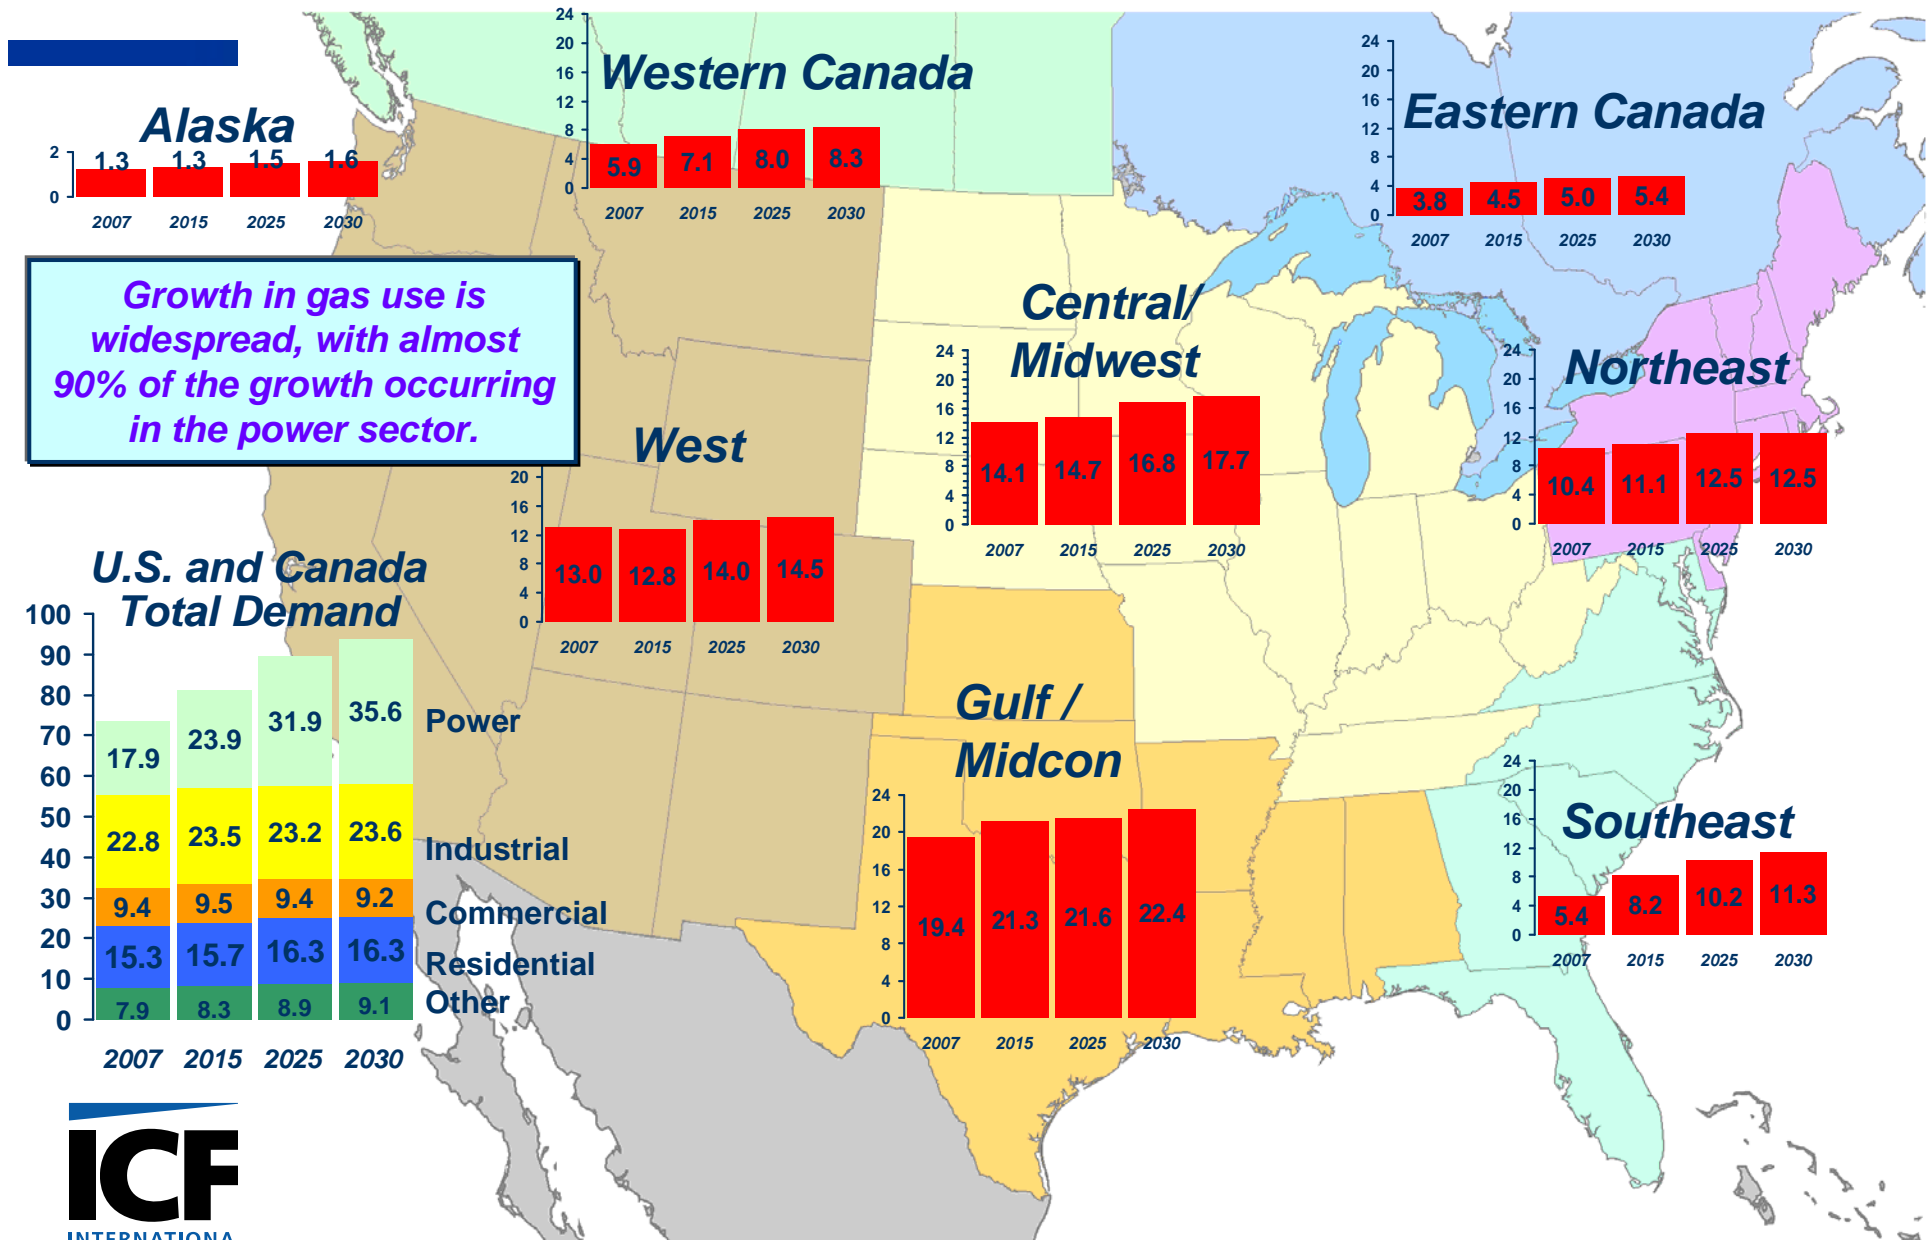 24
20
16
12
8
4
0
Western Canada
5.9 7.1 8.0 8.3
2007 2015 2025 2030
24
20
16
12
8
4
0
Eastern Canada
3.8 4.5 5.0 5.4
2007 2015 2025 2030
Alaska
2
0
1.3 1.3 1.5 1.6
2007 2015 2025 2030
Growth in gas use is
widespread, with almost
90% of the growth occurring
in the power sector.
Central/
Midwest
24
20
16
12
8
4
0
14.1 14.7 16.8 17.7
2007 2015 2025 2030
Northeast
24
20
16
12
8
4
0
10.4 11.1 12.5 12.5
2007 2015 2025 2030
West
20
16
12
8
4
0
13.0 12.8 14.0 14.5
2007 2015 2025 2030
U.S. and Canada
Total Demand
100
90
80
70
60
50
40
30
20
10
0
17.9 23.9 31.9 35.6 Power
22.8 23.5 23.2 23.6 Industrial
9.4 9.5 9.4 9.2 Commercial
15.3 15.7 16.3 16.3 Residential
7.9 8.3 8.9 9.1 Other
2007 2015 2025 2030
Gulf /
Midcon
24
20
16
12
8
4
0
19.4 21.3 21.6 22.4
2007 2015 2025 2030
Southeast
24
20
16
12
8
4
0
5.4 8.2 10.2 11.3
2007 2015 2025 2030
ICF
INTERNATIONA